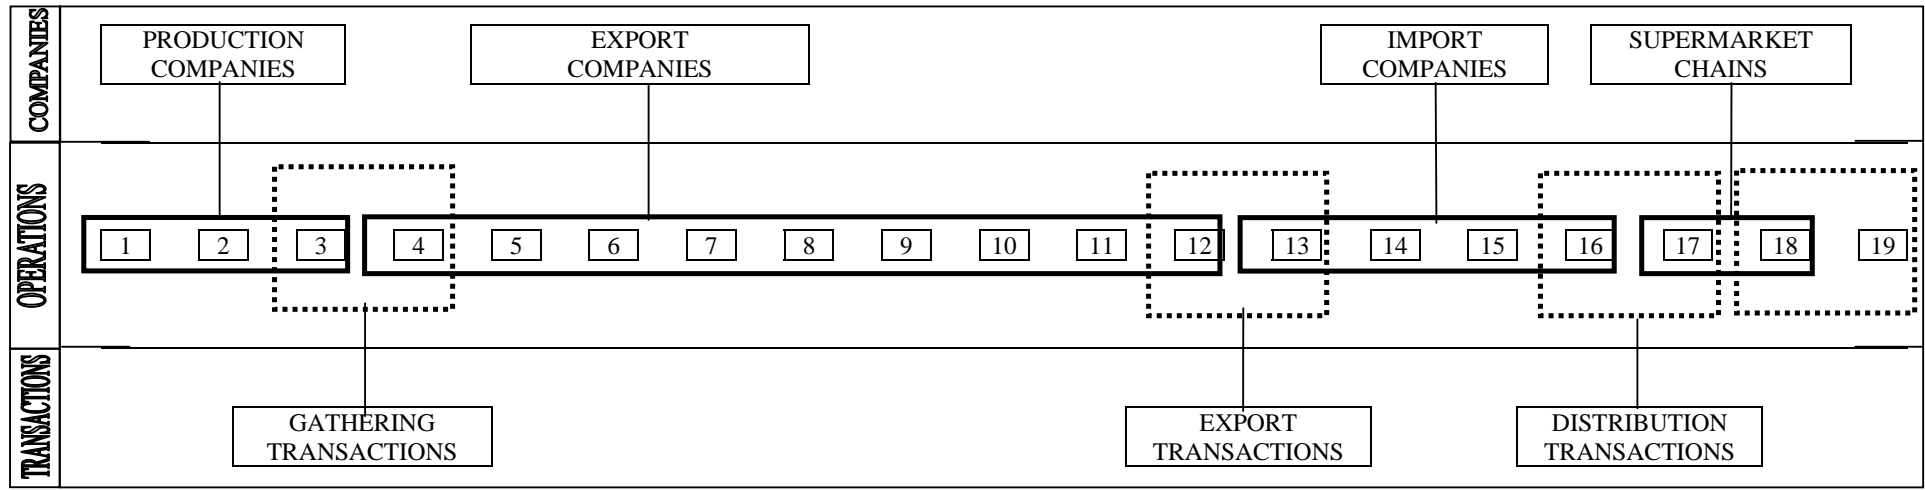 COMPANIES
PRODUCTION
COMPANIES
EXPORT
COMPANIES
IMPORT
COMPANIES
SUPERMARKET
CHAINS
OPERATIONS
1 2 3 4 5 6 7 8 9 10 11 12 13 14 15 16 17 18 19
TRANSACTIONS
GATHERING
TRANSACTIONS
EXPORT
TRANSACTIONS
DISTRIBUTION
TRANSACTIONS